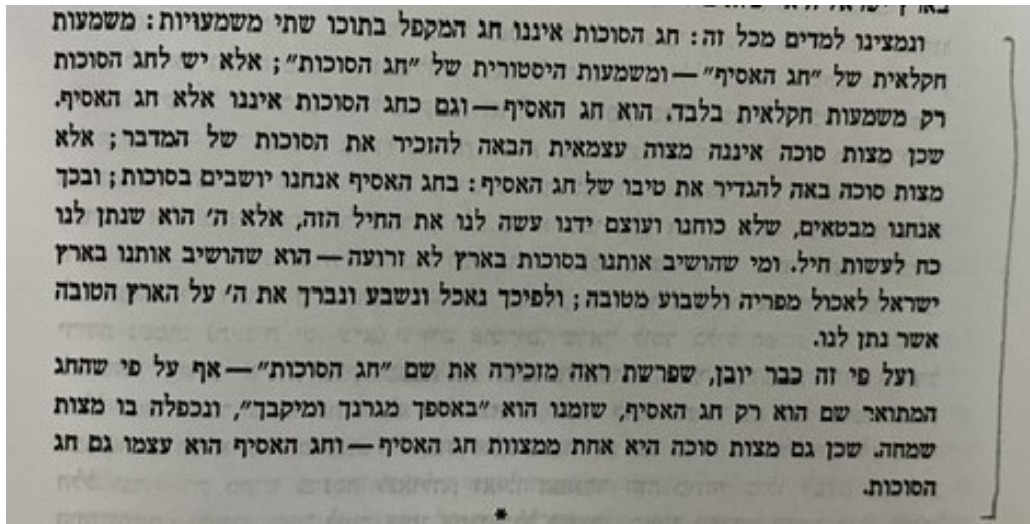 ונמצינו למדים מכל זה: חג הסוכות איננו חג המקפל בתוכו שתי משמעויות: משמעות
חקלאית של ״חג האסיף״ — ומשמעות היסטורית של ״חג הסוכות״; אלא יש לחג הסוכות
רק משמעות חקלאית בלבד. הוא חג האסיף — וגם כחג הסוכות איננו אלא חג האסיף.
שכן מצות סוכה איננה מצוה עצמאית הבאה להזכיר את הסוכות של המדבר; אלא
מצות סוכה באה להגדיר את טיבו של חג האסיף: בחג האסיף אנחנו יושבים בסוכות; ובכך
אנחנו מבטאים, שלא כוחנו ועוצם ידנו עשה לנו את החיל הזה, אלא ה׳ הוא שנתן לנו
כח לעשות חיל. ומי שהושיב אותנו בסוכות בארץ לא זרועה — הוא שהושיב אותנו בארץ
ישראל לאכול מפריה ולשבוע מטובה; ולפיכך נאכל ונשבע ונברך את ה׳ על הארץ הטובה
אשר נתן לנו.
ועל פי זה כבר יובן, שפרשת ראה מזכירה את שם ״חג הסוכות״ — אף על פי שהחג
המתואר שם הוא רק חג האסיף, שזמנו הוא ״באספך מגרנך ומיקבך״, ונכפלה בו מצות
שמחה. שכן גם מצות סוכה היא אחת ממצוות חג האסיף — וחג האסיף הוא עצמו גם חג
הסוכות.
*